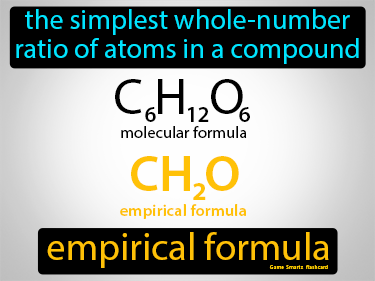 the simplest whole-number
ratio of atoms in a compound
C₆H₁₂O₆
molecular formula
CH₂O
empirical formula
empirical formula
Game Smartz flashcard